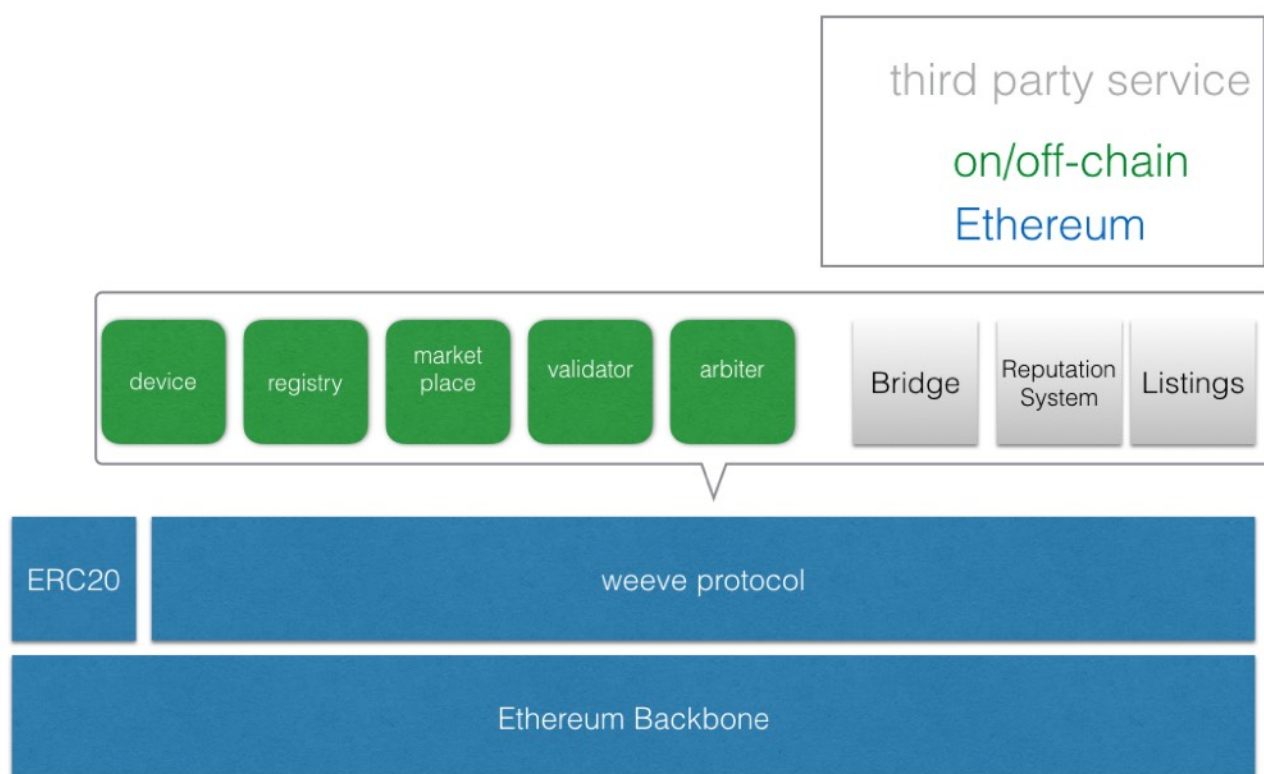 third party service
on/off-chain
Ethereum
device
registry
market
place
validator
arbiter
Bridge
Reputation
System
Listings
ERC20
weeve protocol
Ethereum Backbone